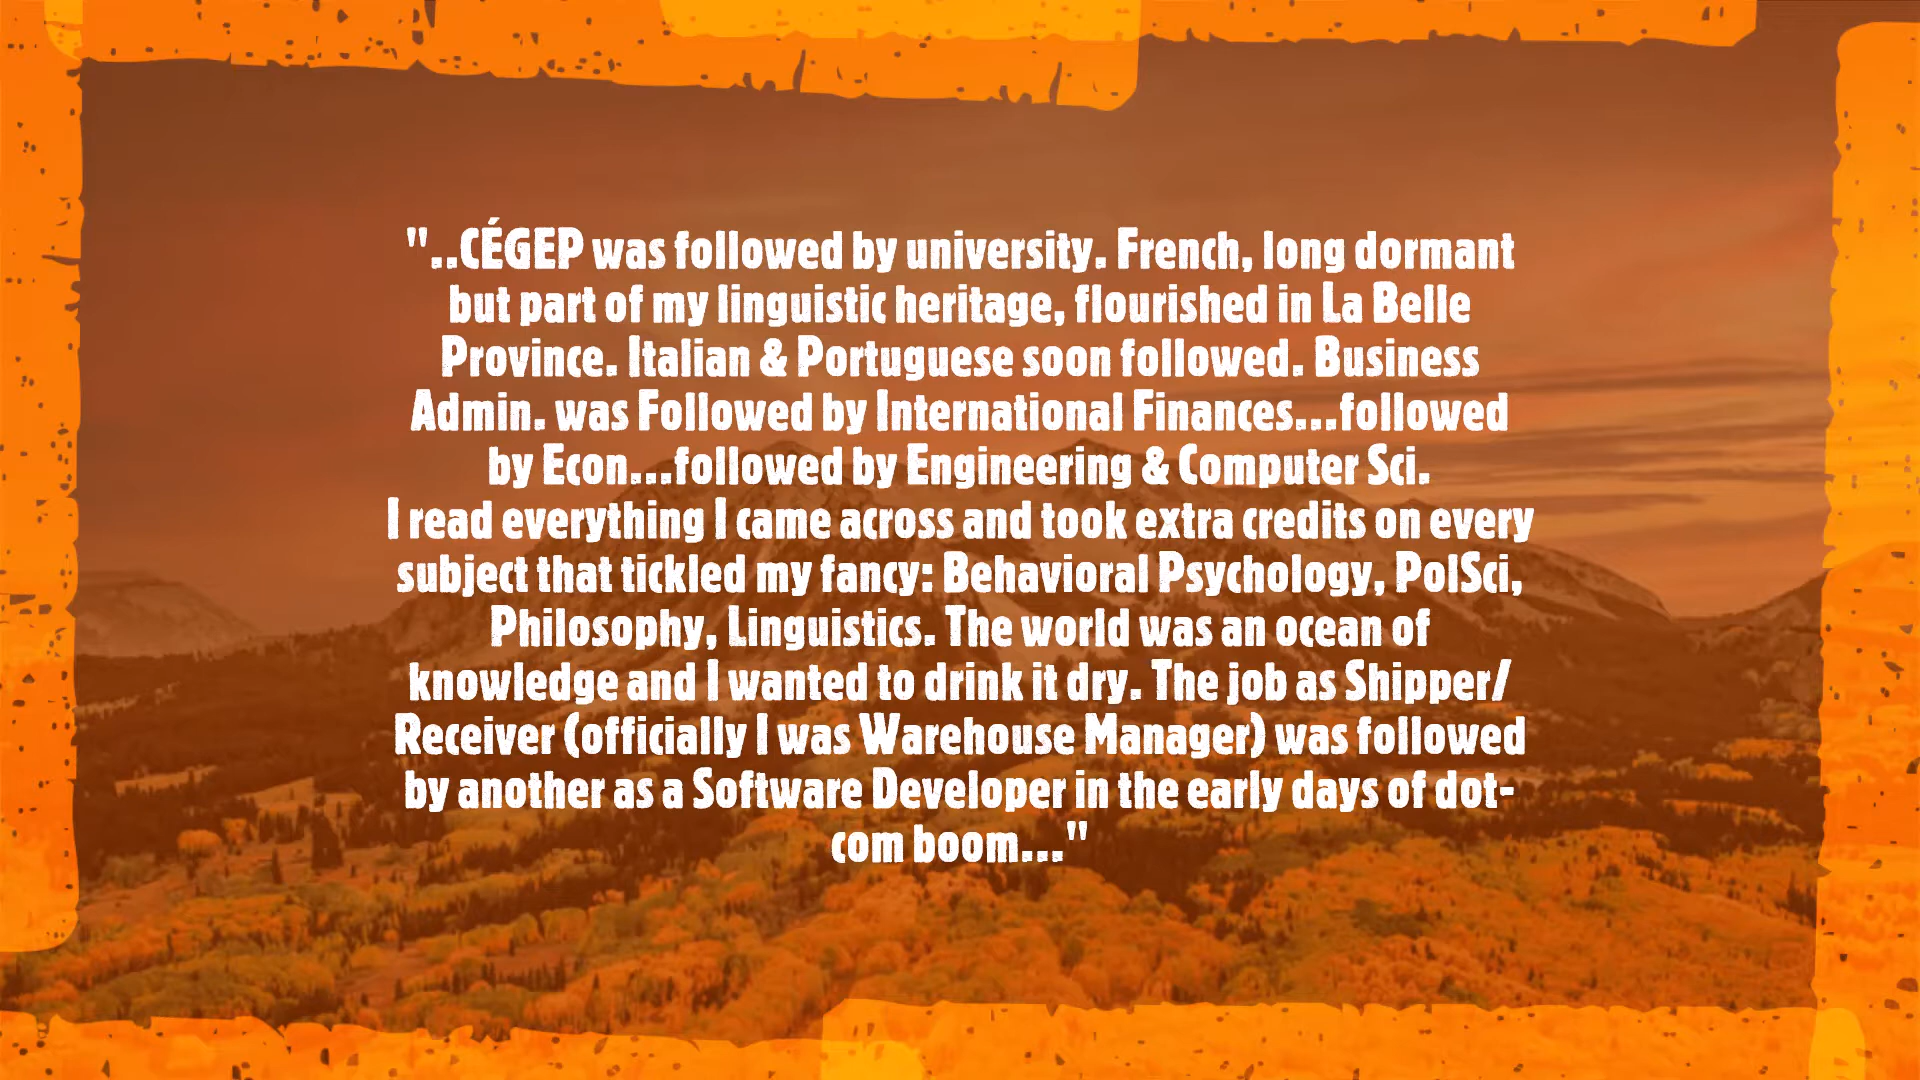 "..CÉGEP was followed by university. French, long dormant
but part of my linguistic heritage, flourished in La Belle
Province. Italian & Portuguese soon followed. Business
Admin. was Followed by International Finances...followed
by Econ...followed by Engineering & Computer Sci.
I read everything I came across and took extra credits on every
subject that tickled my fancy: Behavioral Psychology, PolSci,
Philosophy, Linguistics. The world was an ocean of
knowledge and I wanted to drink it dry. The job as Shipper/
Receiver (officially I was Warehouse Manager) was followed
by another as a Software Developer in the early days of dot-
com boom..."